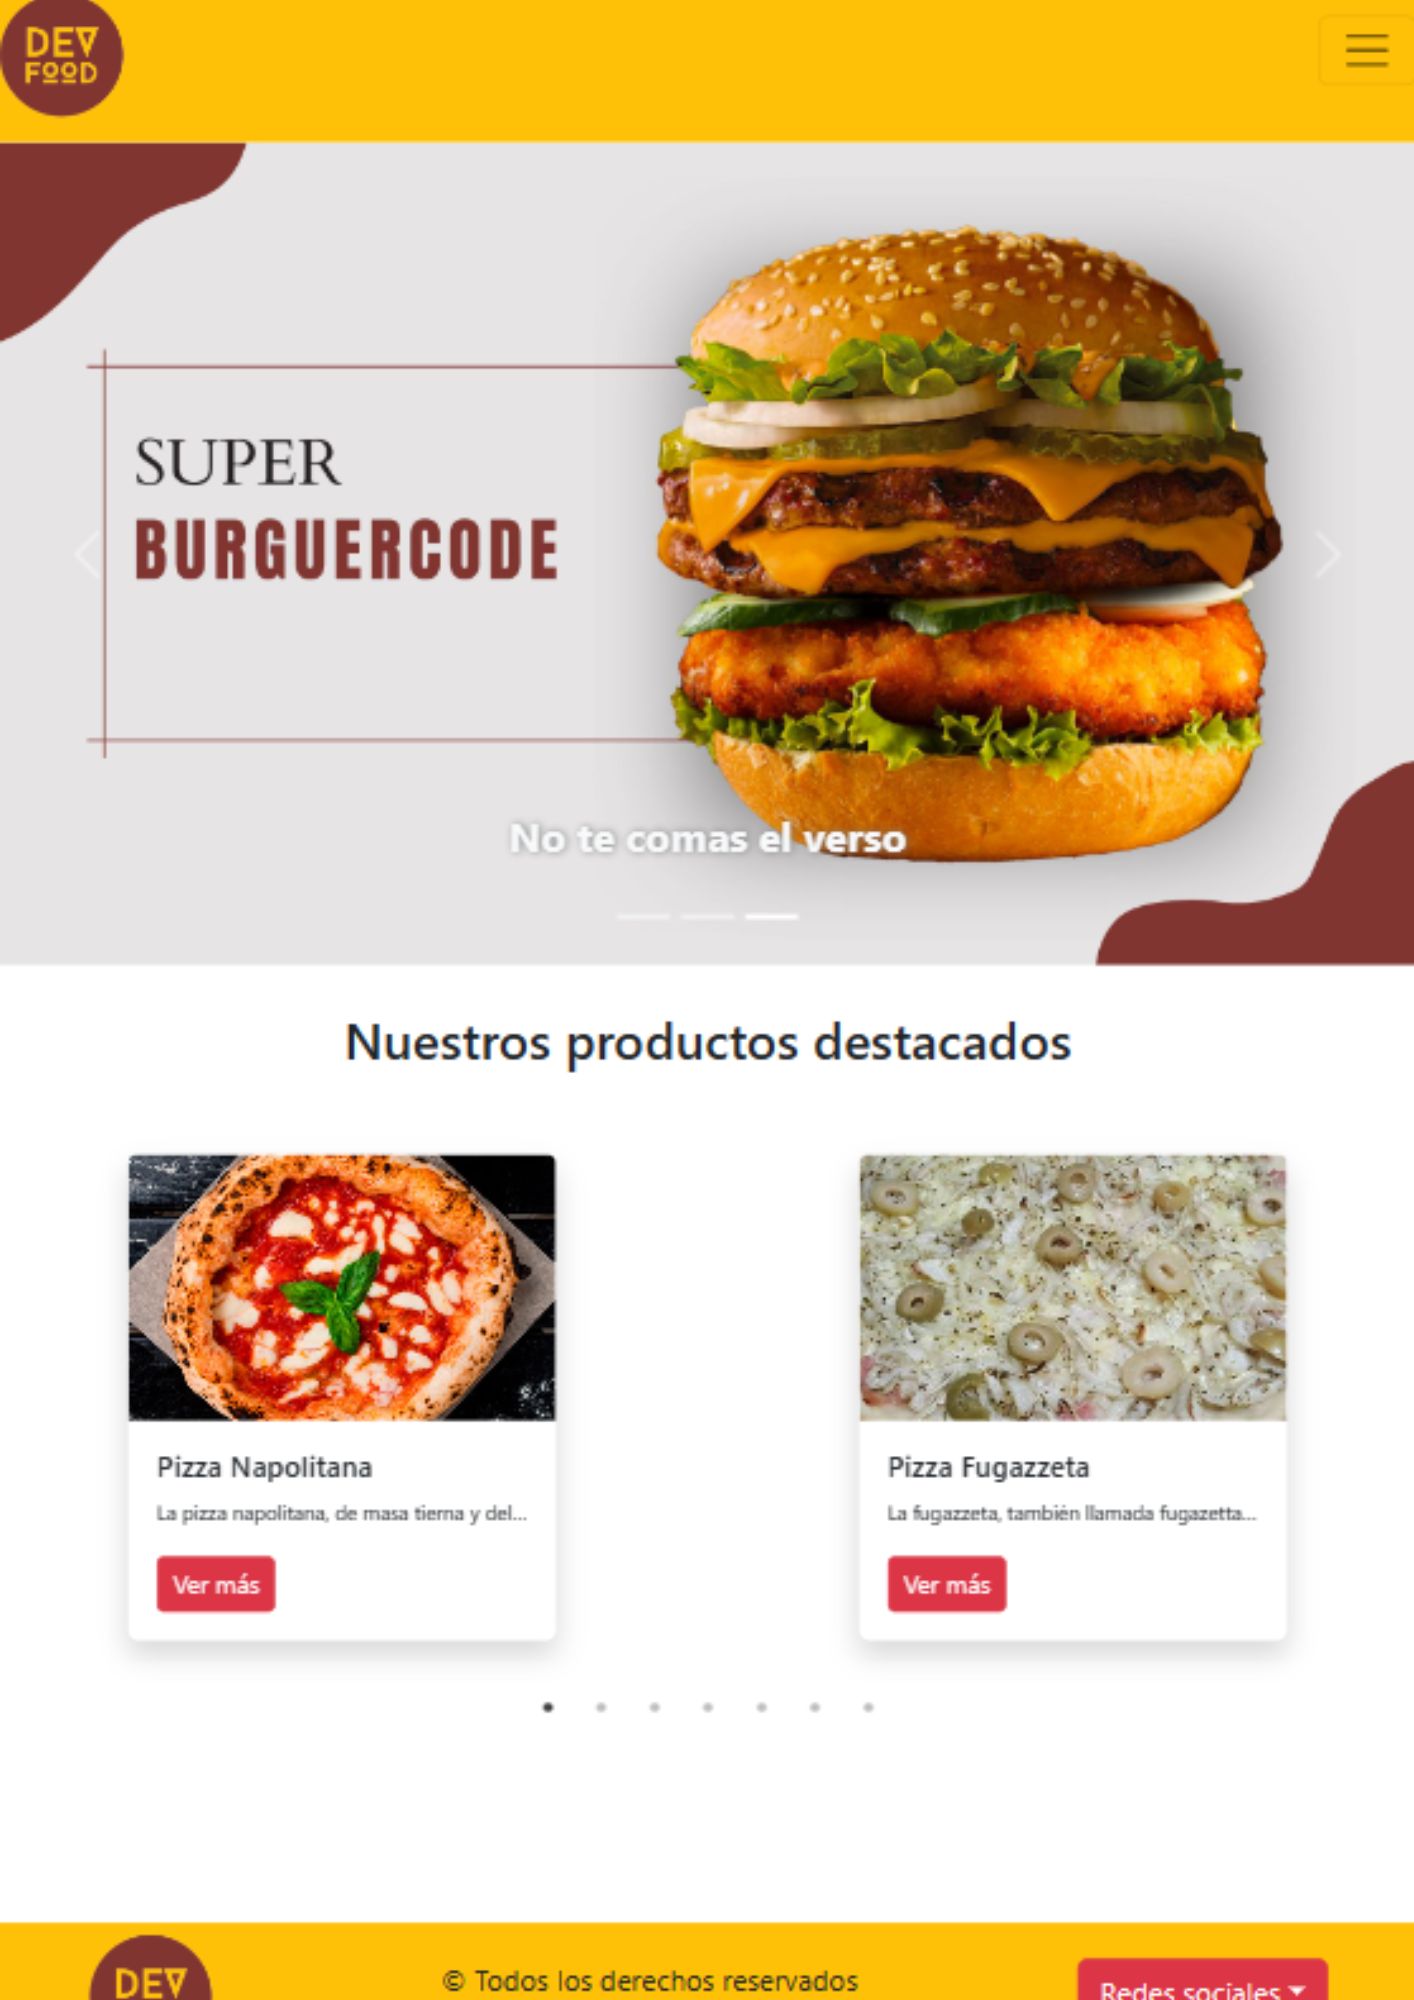 DEV
FOOD
SUPER
BURGUERCODE
No te comas el verso
Nuestros productos destacados
Pizza Napolitana
La pizza napolitana, de masa tierna y del...
Ver más
Pizza Fugazzeta
La fugazzeta, también llamada fugazetta...
Ver más
DEV
© Todos los derechos reservados
Redes sociales